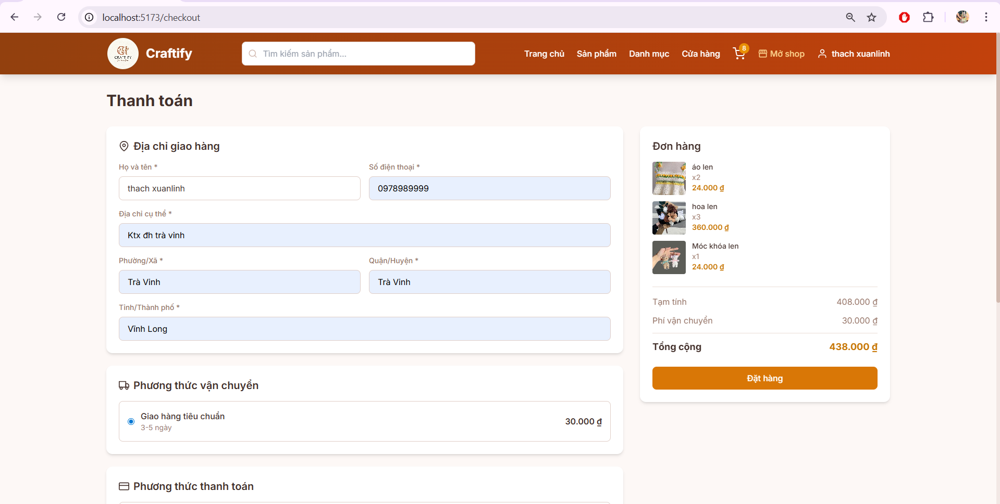 localhost:5173/checkout
CRAFTIFY
Craftify
Tìm kiếm sản phẩm...
Trang chủ
Sản phẩm
Danh mục
Cửa hàng
8
Mở shop
thach xuanlinh
Thanh toán
Địa chỉ giao hàng
Họ và tên *
Số điện thoại *
thach xuanlinh
0978989999
Địa chỉ cụ thể *
Ktx đh trà vinh
Phường/Xã *
Quận/Huyện *
Trà Vinh
Trà Vinh
Tỉnh/Thành phố *
Vĩnh Long
Phương thức vận chuyển
Giao hàng tiêu chuẩn
3-5 ngày
30.000 ₫
Phương thức thanh toán
Đơn hàng
áo len
x2
24.000 ₫
hoa len
x3
360.000 ₫
Móc khóa len
x1
24.000 ₫
Tạm tính
408.000 ₫
Phí vận chuyển
30.000 ₫
Tổng cộng
438.000 ₫
Đặt hàng